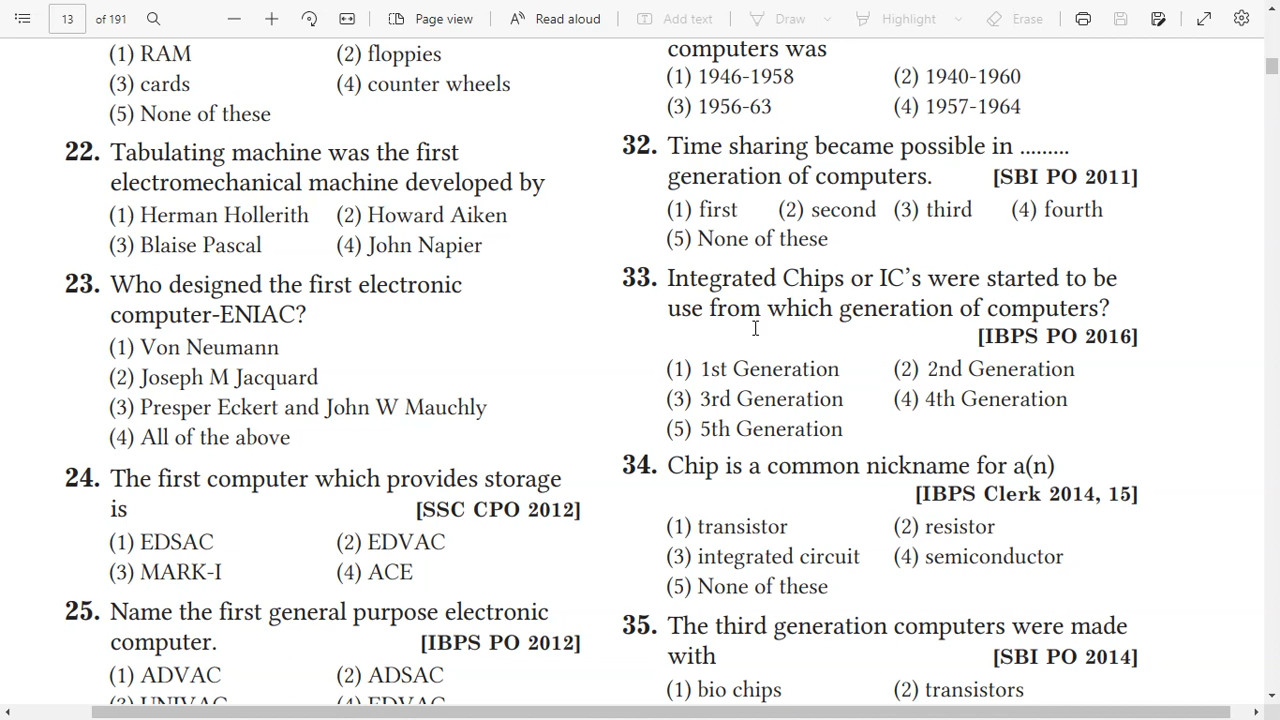 13 of 191 Page view Read aloud Add text Draw Highlight Erase
(1) RAM (2) floppies
(3) cards (4) counter wheels
(5) None of these
22. Tabulating machine was the first
electromechanical machine developed by
(1) Herman Hollerith (2) Howard Aiken
(3) Blaise Pascal (4) John Napier
23. Who designed the first electronic
computer-ENIAC?
(1) Von Neumann
(2) Joseph M Jacquard
(3) Presper Eckert and John W Mauchly
(4) All of the above
24. The first computer which provides storage
is [SSC CPO 2012]
(1) EDSAC (2) EDVAC
(3) MARK-I (4) ACE
25. Name the first general purpose electronic
computer. [IBPS PO 2012]
(1) ADVAC (2) ADSAC
(3) UNIVAC (4) EDVAC
computers was
(1) 1946-1958 (2) 1940-1960
(3) 1956-63 (4) 1957-1964
32. Time sharing became possible in .........
generation of computers. [SBI PO 2011]
(1) first (2) second (3) third (4) fourth
(5) None of these
33. Integrated Chips or IC's were started to be
use from which generation of computers?
[IBPS PO 2016]
(1) 1st Generation (2) 2nd Generation
(3) 3rd Generation (4) 4th Generation
(5) 5th Generation
34. Chip is a common nickname for a(n)
[IBPS Clerk 2014, 15]
(1) transistor (2) resistor
(3) integrated circuit (4) semiconductor
(5) None of these
35. The third generation computers were made
with [SBI PO 2014]
(1) bio chips (2) transistors